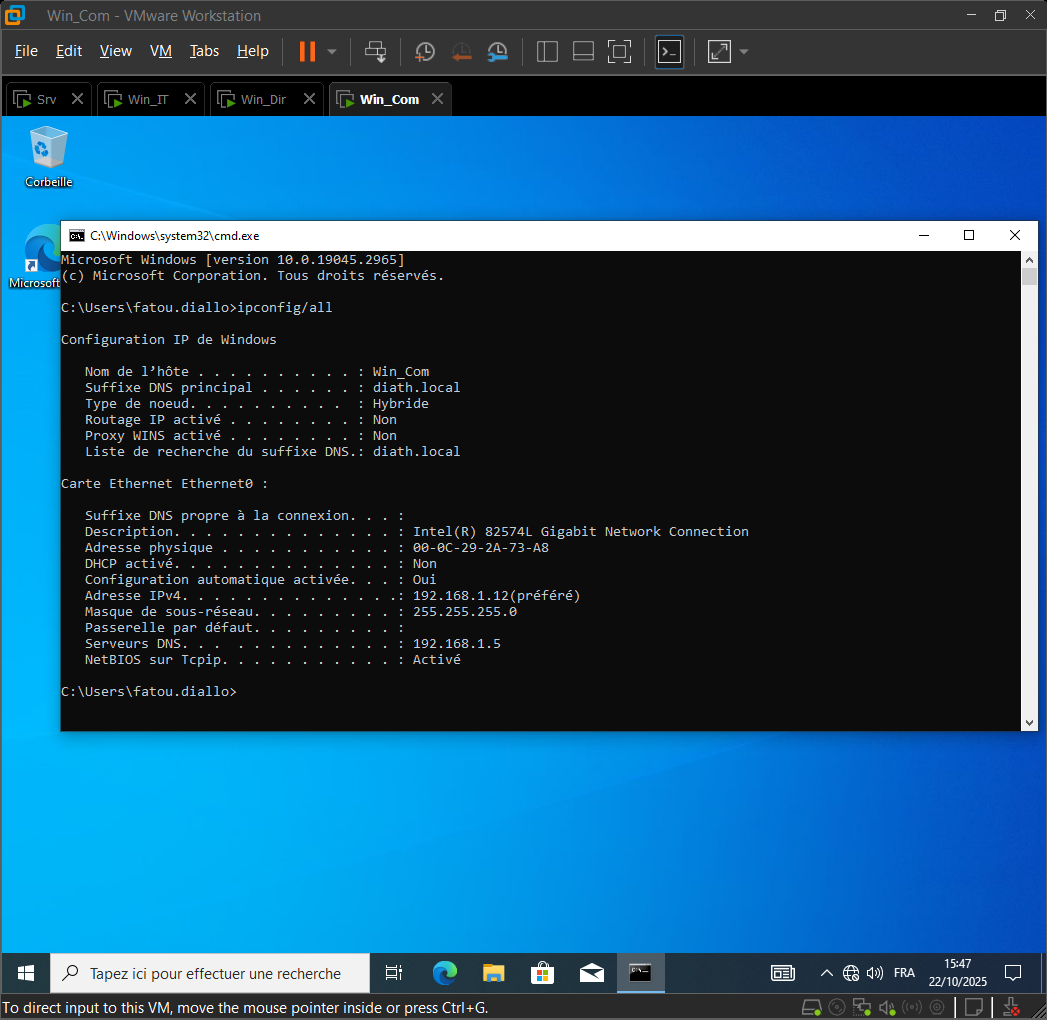 Win_Com - VMware Workstation
File Edit View VM Tabs Help
Srv Win_IT Win_Dir Win_Com
Corbeille
Microsoft
C:\Windows\system32\cmd.exe
Microsoft Windows [version 10.0.19045.2965]
(c) Microsoft Corporation. Tous droits réservés.
C:\Users\fatou.diallo>ipconfig/all
Configuration IP de Windows
Nom de l’hôte . . . . . . . . . . : Win_Com
Suffixe DNS principal . . . . . . : diath.local
Type de noeud. . . . . . . . . . : Hybride
Routage IP activé . . . . . . . . : Non
Proxy WINS activé . . . . . . . . : Non
Liste de recherche du suffixe DNS.: diath.local
Carte Ethernet Ethernet0 :
Suffixe DNS propre à la connexion. . . :
Description. . . . . . . . . . . . . . : Intel(R) 82574L Gigabit Network Connection
Adresse physique . . . . . . . . . . . : 00-0C-29-2A-73-A8
DHCP activé. . . . . . . . . . . . . . : Non
Configuration automatique activée. . . : Oui
Adresse IPv4. . . . . . . . . . . . . .: 192.168.1.12(préféré)
Masque de sous-réseau. . . . . . . . . : 255.255.255.0
Passerelle par défaut. . . . . . . . . :
Serveurs DNS. . . . . . . . . . . . . : 192.168.1.5
NetBIOS sur Tcpip. . . . . . . . . . . : Activé
C:\Users\fatou.diallo>
Tapez ici pour effectuer une recherche
FRA
15:47
22/10/2025
To direct input to this VM, move the mouse pointer inside or press Ctrl+G.